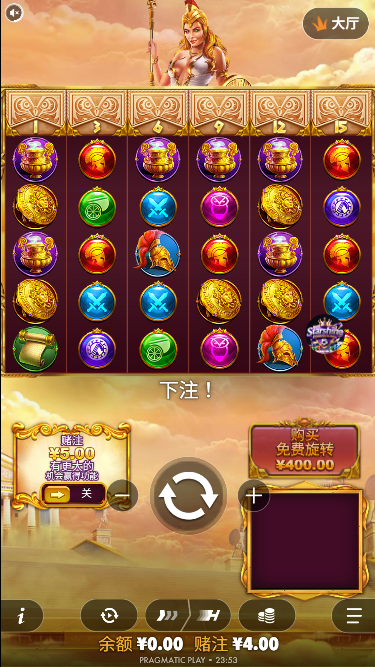 大厅
1 3 6 9 12 15
Starshine
下注！
赌注
¥5.00
有更大的
机会赢得功能
关
购买
免费旋转
¥400.00
余额 ¥0.00 赌注 ¥4.00
PRAGMATIC PLAY • 23:53